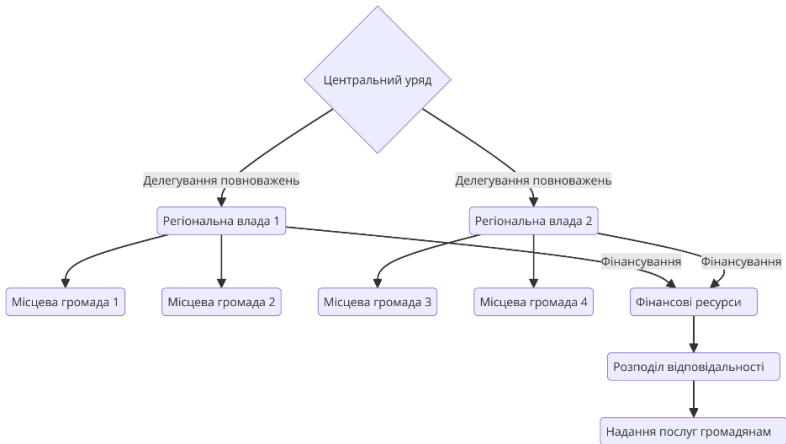 Центральний уряд
Делегування повноважень
Делегування повноважень
Регіональна влада 1
Регіональна влада 2
Фінансування
Фінансування
Місцева громада 1
Місцева громада 2
Місцева громада 3
Місцева громада 4
Фінансові ресурси
Розподіл відповідальності
Надання послуг громадянам